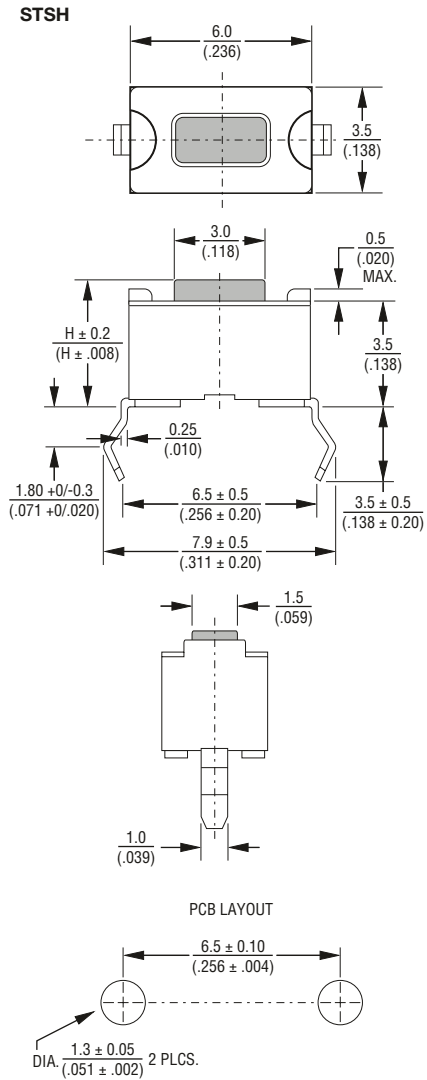 STSH
6.0
(.236)
3.5
(.138)
3.0
(.118)
0.5
(.020)
MAX.
H ± 0.2
(H ± .008)
3.5
(.138)
0.25
(.010)
1.80 +0/-0.3
(.071 +0/.020)
6.5 ± 0.5
(.256 ± 0.20)
3.5 ± 0.5
(.138 ± 0.20)
7.9 ± 0.5
(.311 ± 0.20)
1.5
(.059)
1.0
(.039)
PCB LAYOUT
6.5 ± 0.10
(.256 ± .004)
DIA. 1.3 ± 0.05 2 PLCS.
(.051 ± .002)